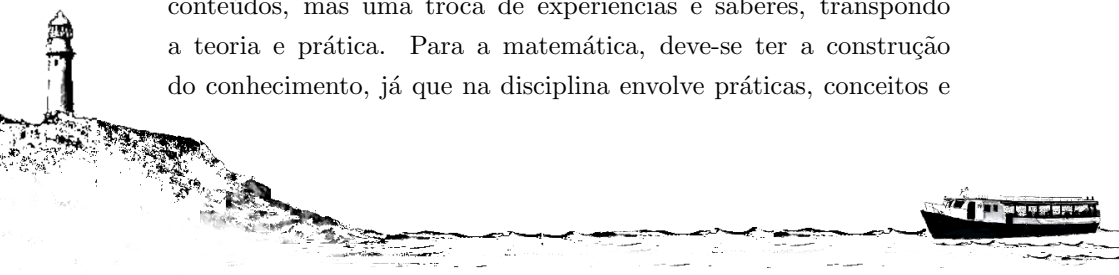 conteúdos, mas uma troca de experiências e saberes, transpondo
a teoria e prática. Para a matemática, deve-se ter a construção
do conhecimento, já que na disciplina envolve práticas, conceitos e